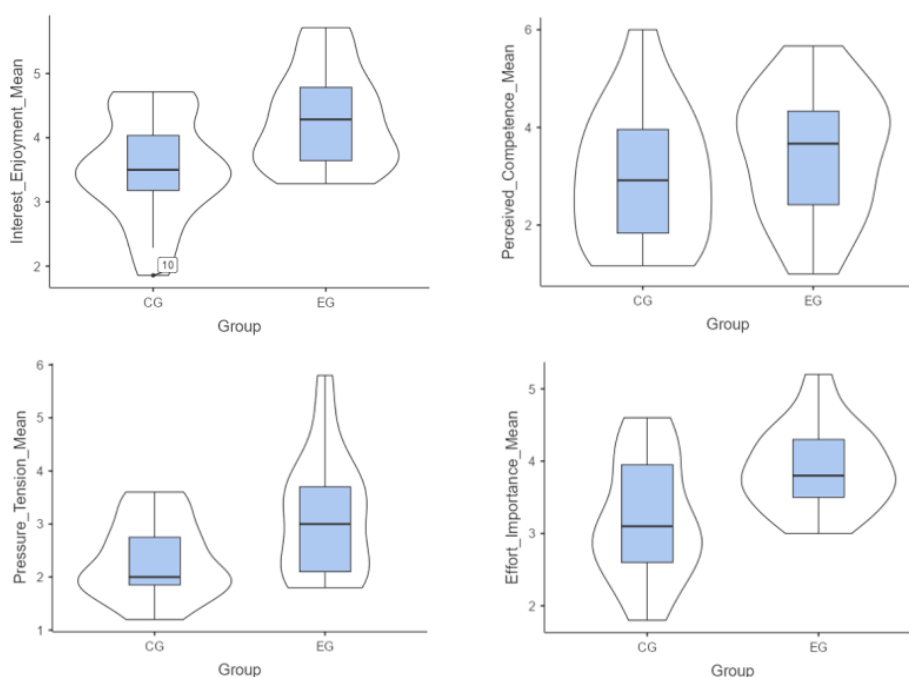 Interest_Enjoyment_Mean
5
4
3
2
10
CG
EG
Group
Perceived_Competence_Mean
6
4
2
CG
EG
Group
Pressure_Tension_Mean
6
5
4
3
2
1
CG
EG
Group
Effort_Importance_Mean
5
4
3
2
CG
EG
Group